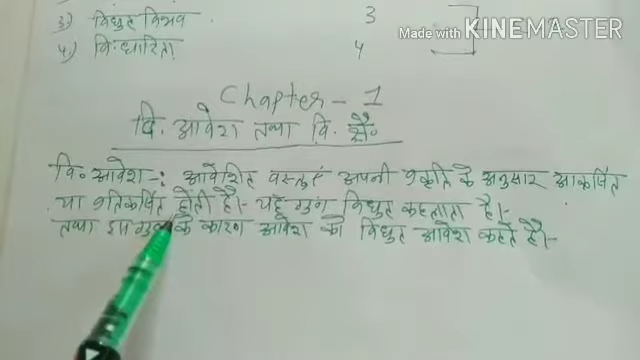 3) विधुत विभव 3
4) वि॰ धारिता 4
Made with KINEMASTER
Chapter - 1
वि. आवेश तथा वि॰ क्षे॰
वि॰ आवेश -: आवेशित वस्तुएं अपनी प्रकृति के अनुसार आकर्षित
या प्रतिकर्षित होती है।- यह गुण विधुत कहलाता है।-
तथा इस गुण के कारण आवेश को विधुत आवेश कहते है।-